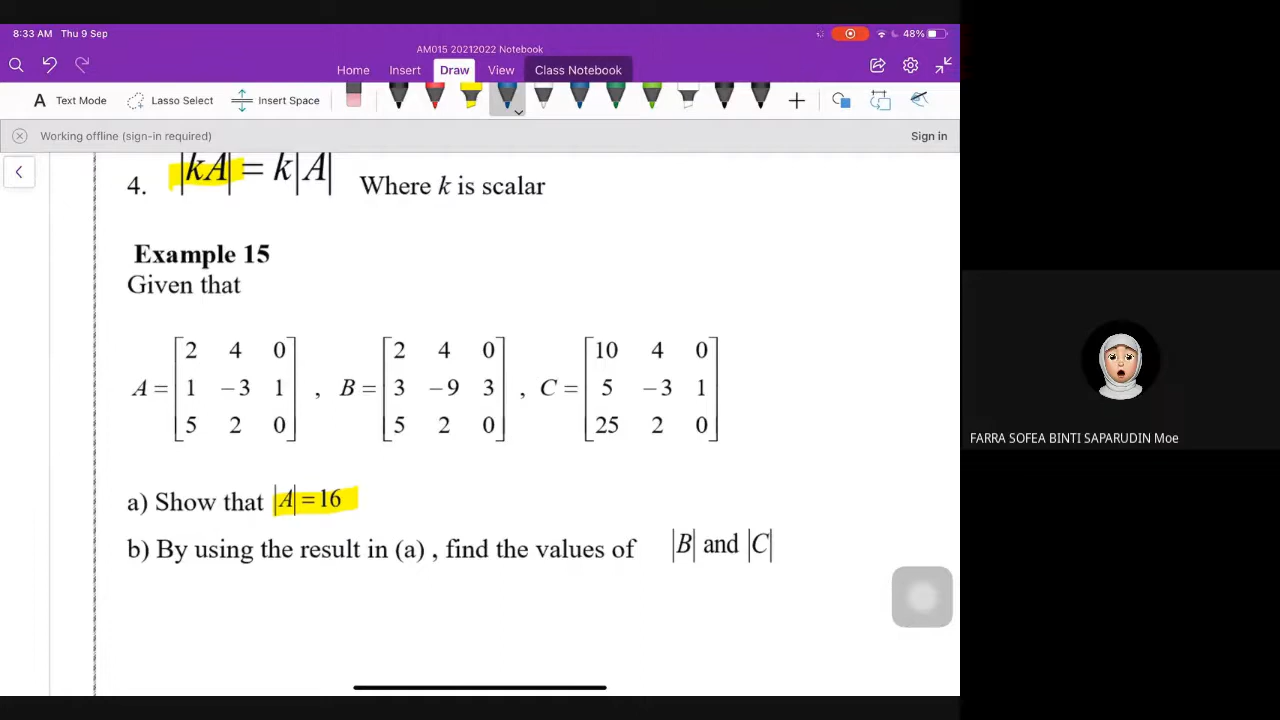 8:33 AM Thu 9 Sep
48%
AM015 20212022 Notebook
Home Insert Draw View Class Notebook
A Text Mode Lasso Select Insert Space
Working offline (sign-in required) Sign in
4. |kA| = k|A| Where k is scalar
Example 15
Given that
A = [2 4 0; 1 −3 1; 5 2 0] , B = [2 4 0; 3 −9 3; 5 2 0] , C = [10 4 0; 5 −3 1; 25 2 0]
a) Show that |A| = 16
b) By using the result in (a) , find the values of |B| and |C|
FARRA SOFEA BINTI SAPARUDIN Moe